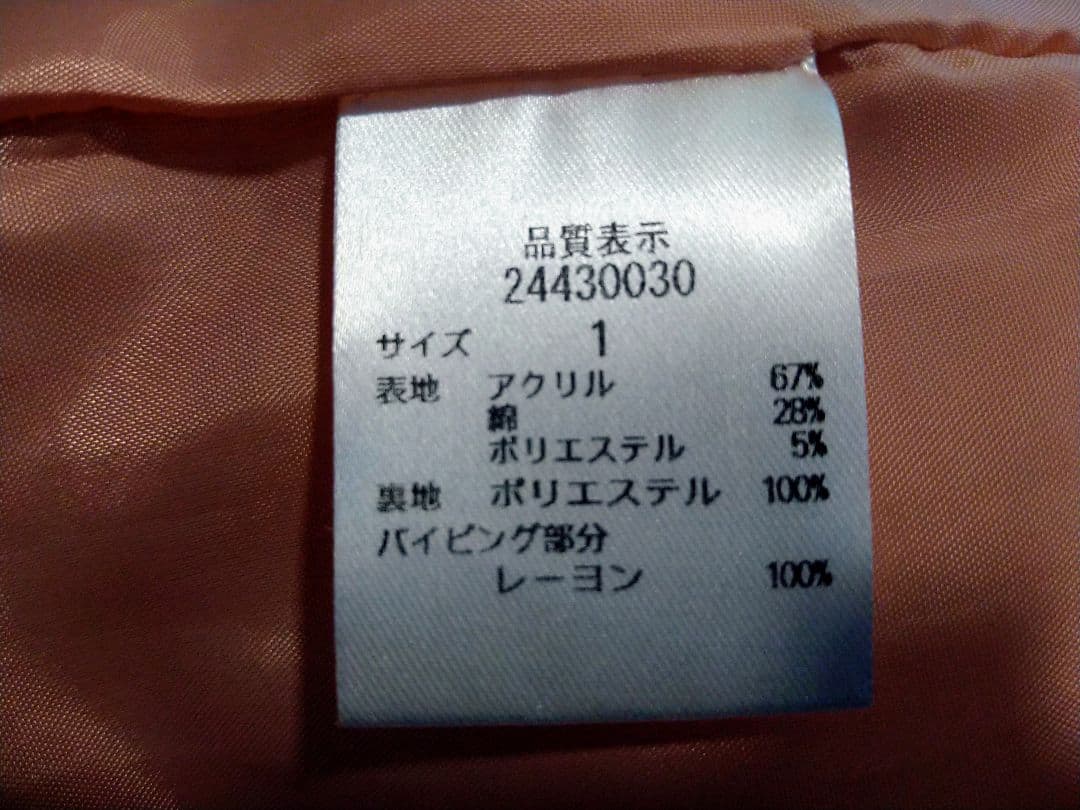 品質表示
24430030
サイズ 1
表地 アクリル 67%
綿 28%
ポリエステル 5%
裏地 ポリエステル 100%
パイピング部分
レーヨン 100%